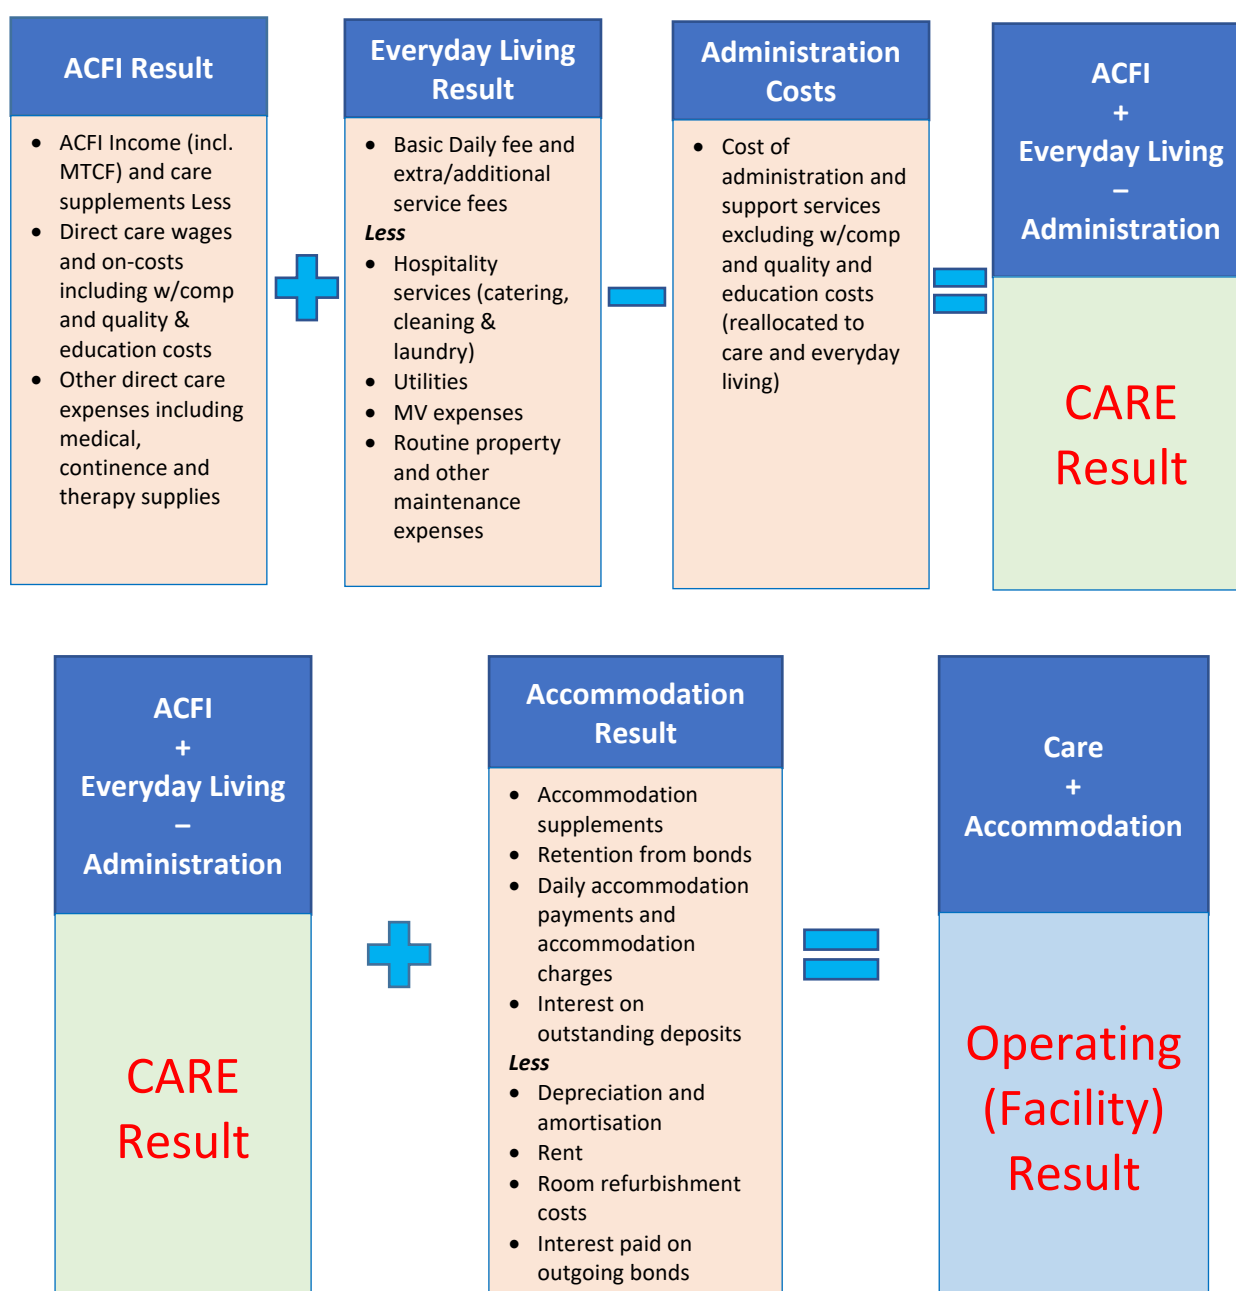 ACFI Result
• ACFI Income (incl.
MTCF) and care
supplements Less
• Direct care wages
and on-costs
including w/comp
and quality &
education costs
• Other direct care
expenses including
medical,
continence and
therapy supplies
Everyday Living
Result
• Basic Daily fee and
extra/additional
service fees
Less
• Hospitality
services (catering,
cleaning &
laundry)
• Utilities
• MV expenses
• Routine property
and other
maintenance
expenses
Administration
Costs
• Cost of
administration and
support services
excluding w/comp
and quality and
education costs
(reallocated to
care and everyday
living)
ACFI
+
Everyday Living
–
Administration
CARE
Result
ACFI
+
Everyday Living
–
Administration
CARE
Result
Accommodation
Result
• Accommodation
supplements
• Retention from bonds
• Daily accommodation
payments and
accommodation
charges
• Interest on
outstanding deposits
Less
• Depreciation and
amortisation
• Rent
• Room refurbishment
costs
• Interest paid on
outgoing bonds
Care
+
Accommodation
Operating
(Facility)
Result